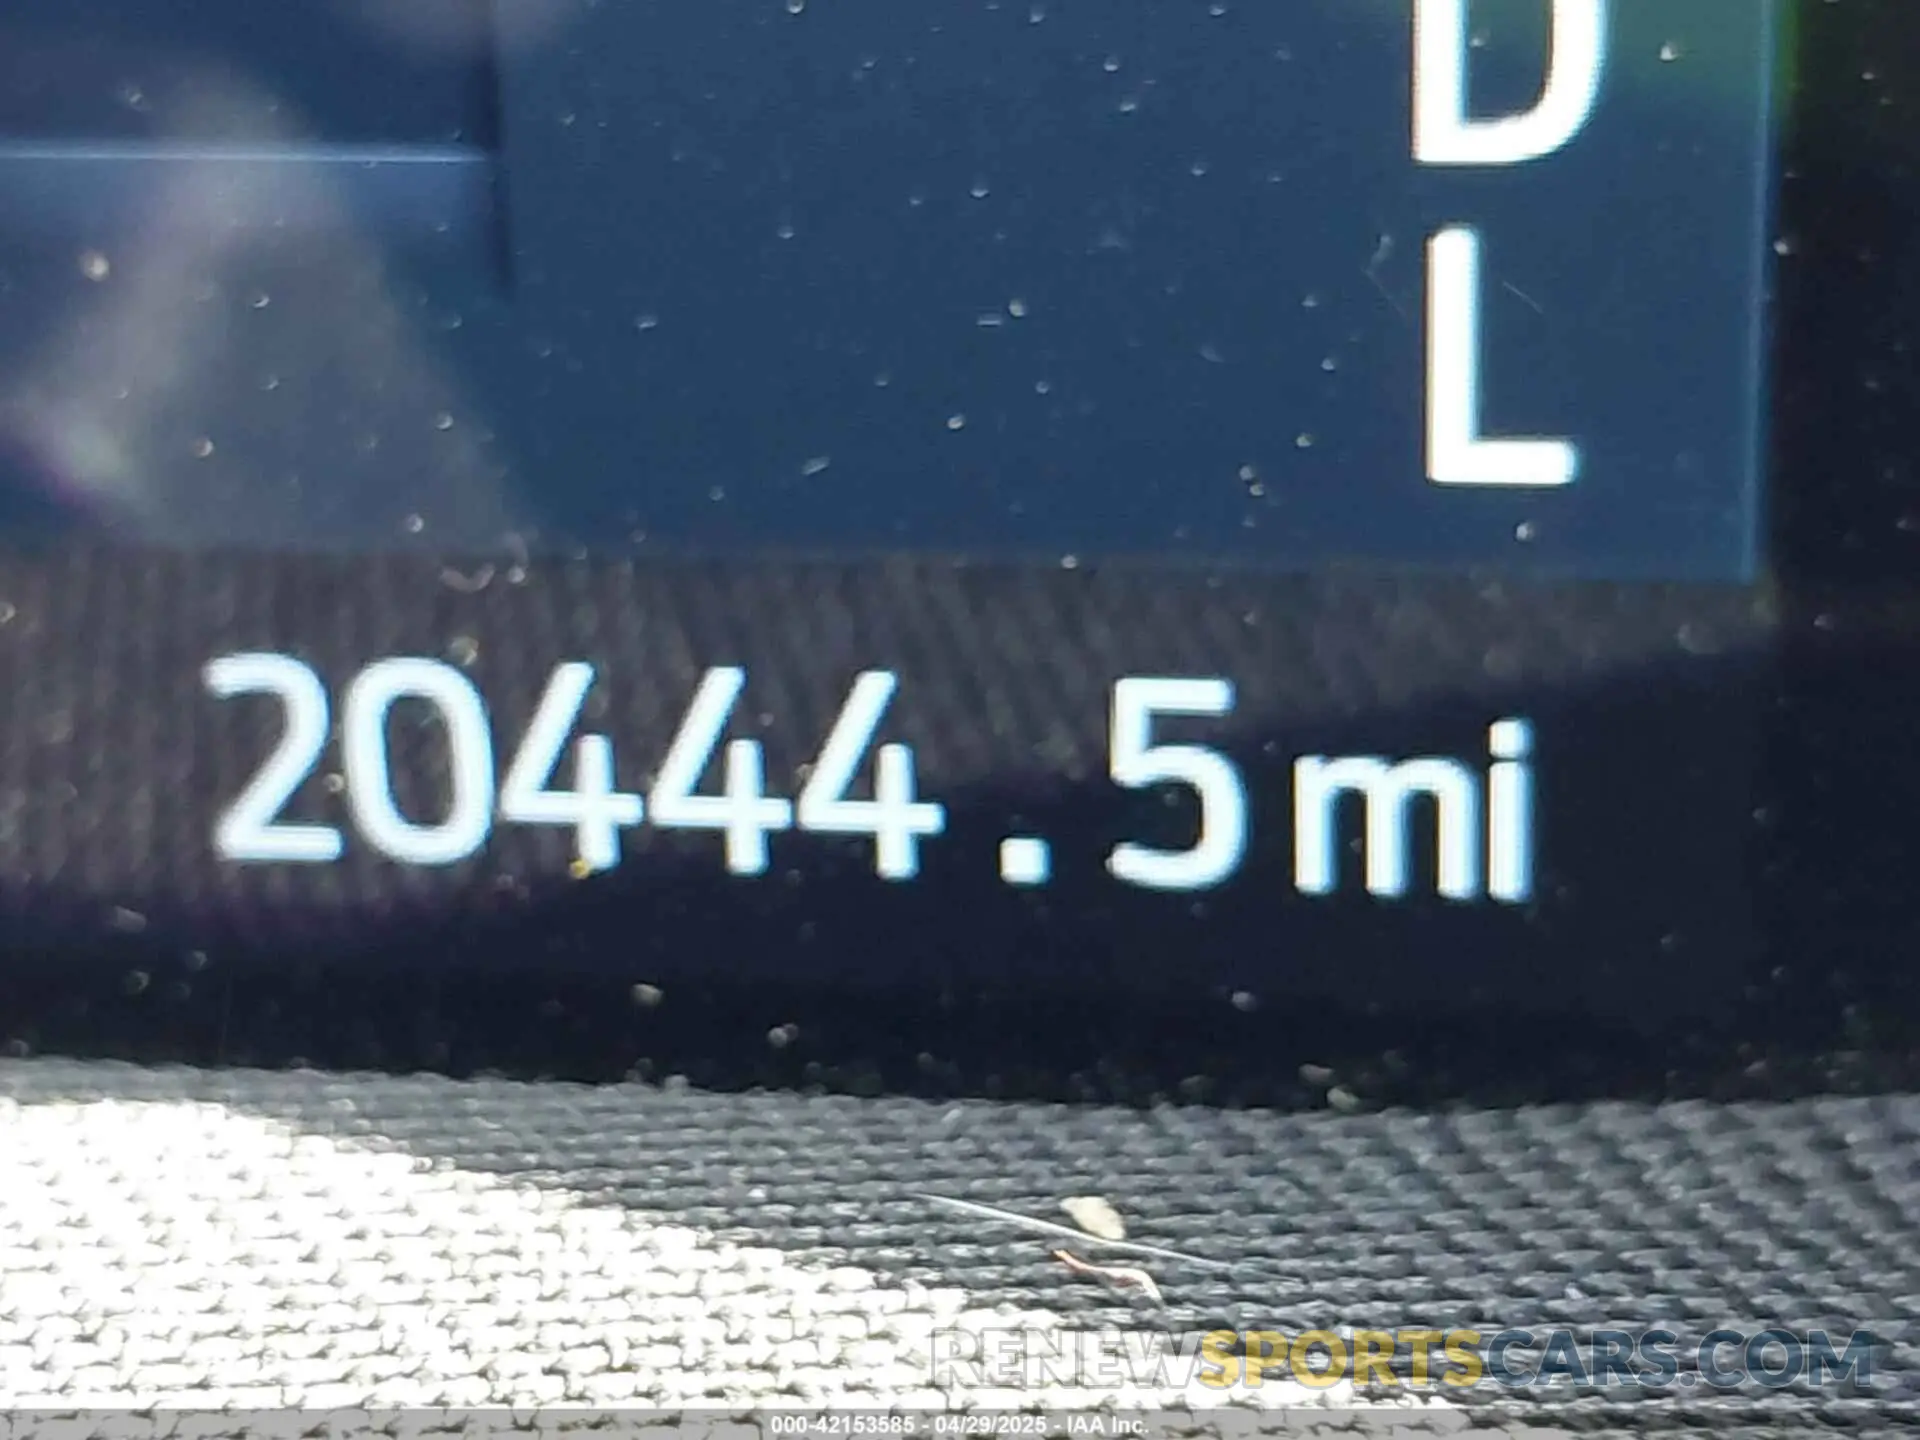 D
L
20444.5mi
RENEWSPORTSCARS.COM
000-42153585 - 04/29/2025 - IAA Inc.